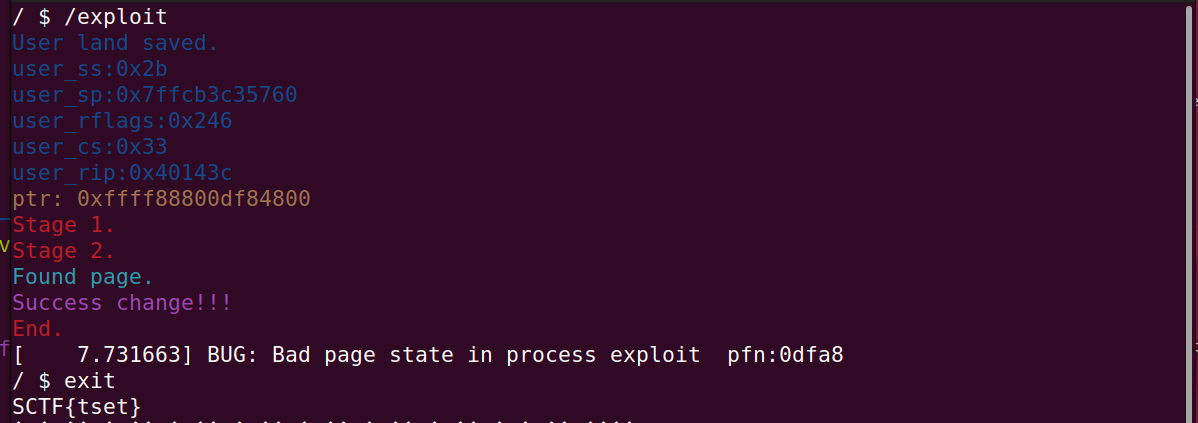 / $ /exploit
User land saved.
user_ss:0x2b
user_sp:0x7ffcb3c35760
user_rflags:0x246
user_cs:0x33
user_rip:0x40143c
ptr: 0xffff88800df84800
Stage 1.
Stage 2.
Found page.
Success change!!!
End.
[    7.731663] BUG: Bad page state in process exploit  pfn:0dfa8
/ $ exit
SCTF{tset}